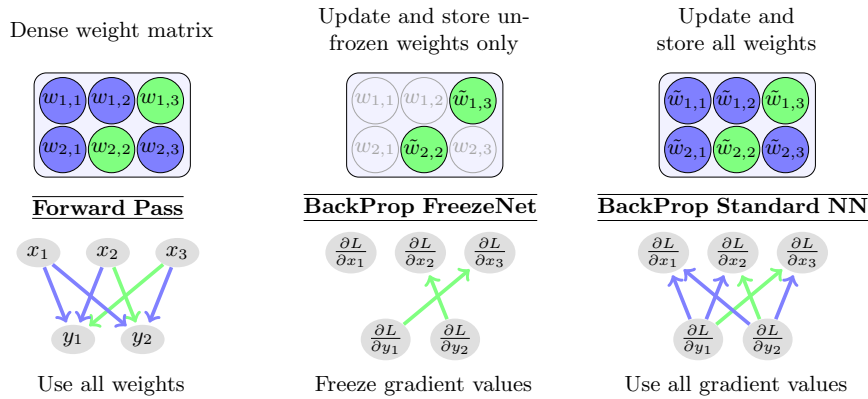 Dense weight matrix
Update and store un-
frozen weights only
Update and
store all weights
w1,1 w1,2 w1,3
w2,1 w2,2 w2,3
w1,1 w1,2 w̃1,3
w2,1 w̃2,2 w2,3
w̃1,1 w̃1,2 w̃1,3
w̃2,1 w̃2,2 w̃2,3
Forward Pass
BackProp FreezeNet
BackProp Standard NN
x1 x2 x3
∂L/∂x1 ∂L/∂x2 ∂L/∂x3
∂L/∂x1 ∂L/∂x2 ∂L/∂x3
y1 y2
∂L/∂y1 ∂L/∂y2
∂L/∂y1 ∂L/∂y2
Use all weights
Freeze gradient values
Use all gradient values